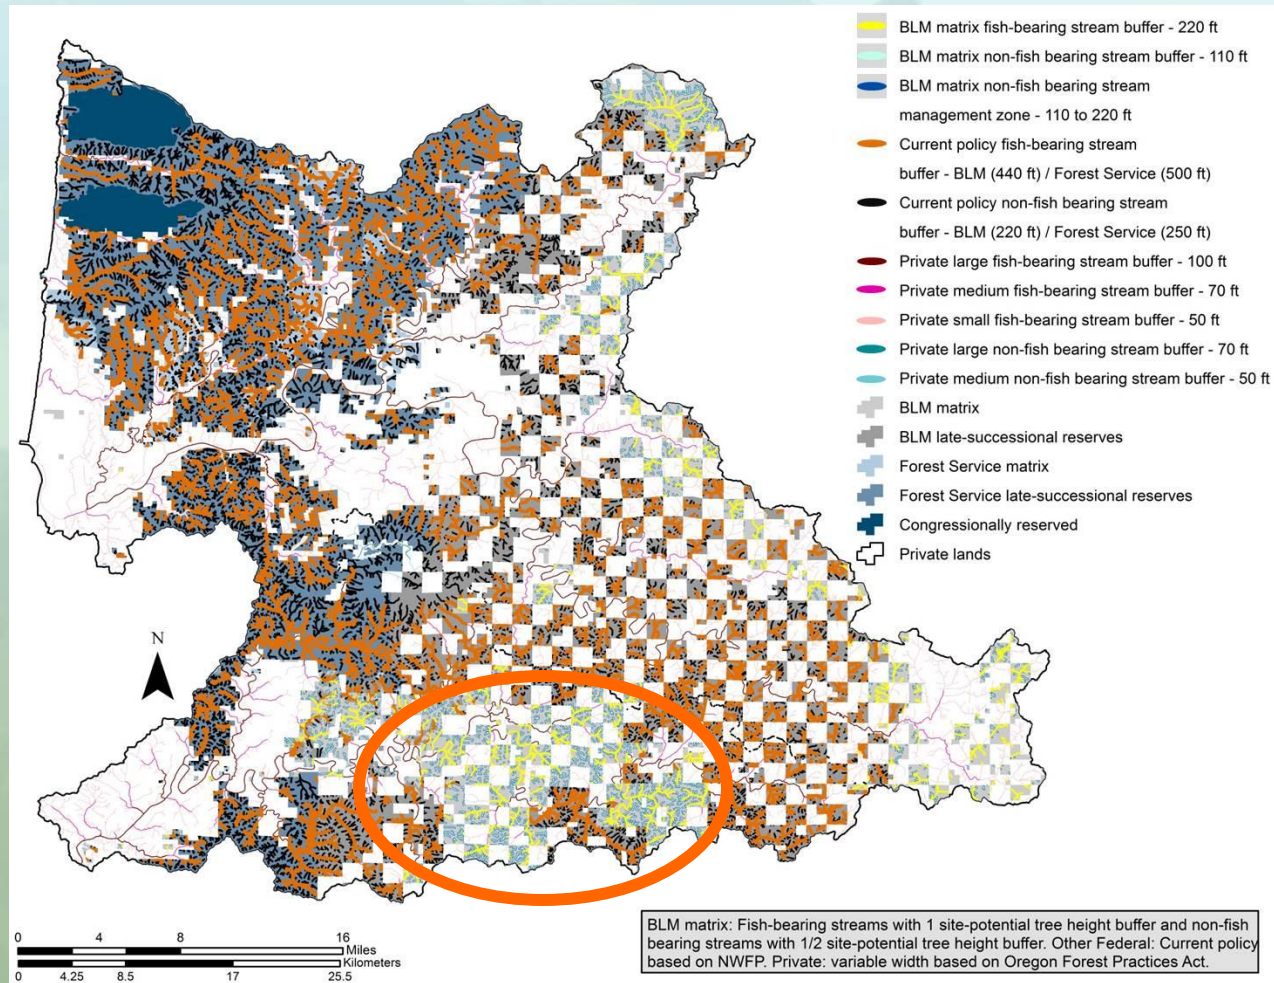 BLM matrix fish-bearing stream buffer - 220 ft
BLM matrix non-fish bearing stream buffer - 110 ft
BLM matrix non-fish bearing stream
management zone - 110 to 220 ft
Current policy fish-bearing stream
buffer - BLM (440 ft) / Forest Service (500 ft)
Current policy non-fish bearing stream
buffer - BLM (220 ft) / Forest Service (250 ft)
Private large fish-bearing stream buffer - 100 ft
Private medium fish-bearing stream buffer - 70 ft
Private small fish-bearing stream buffer - 50 ft
Private large non-fish bearing stream buffer - 70 ft
Private medium non-fish bearing stream buffer - 50 ft
BLM matrix
BLM late-successional reserves
Forest Service matrix
Forest Service late-successional reserves
Congressionally reserved
Private lands
N
0 4 8 16
Miles
Kilometers
0 4.25 8.5 17 25.5
BLM matrix: Fish-bearing streams with 1 site-potential tree height buffer and non-fish
bearing streams with 1/2 site-potential tree height buffer. Other Federal: Current policy
based on NWFP. Private: variable width based on Oregon Forest Practices Act.